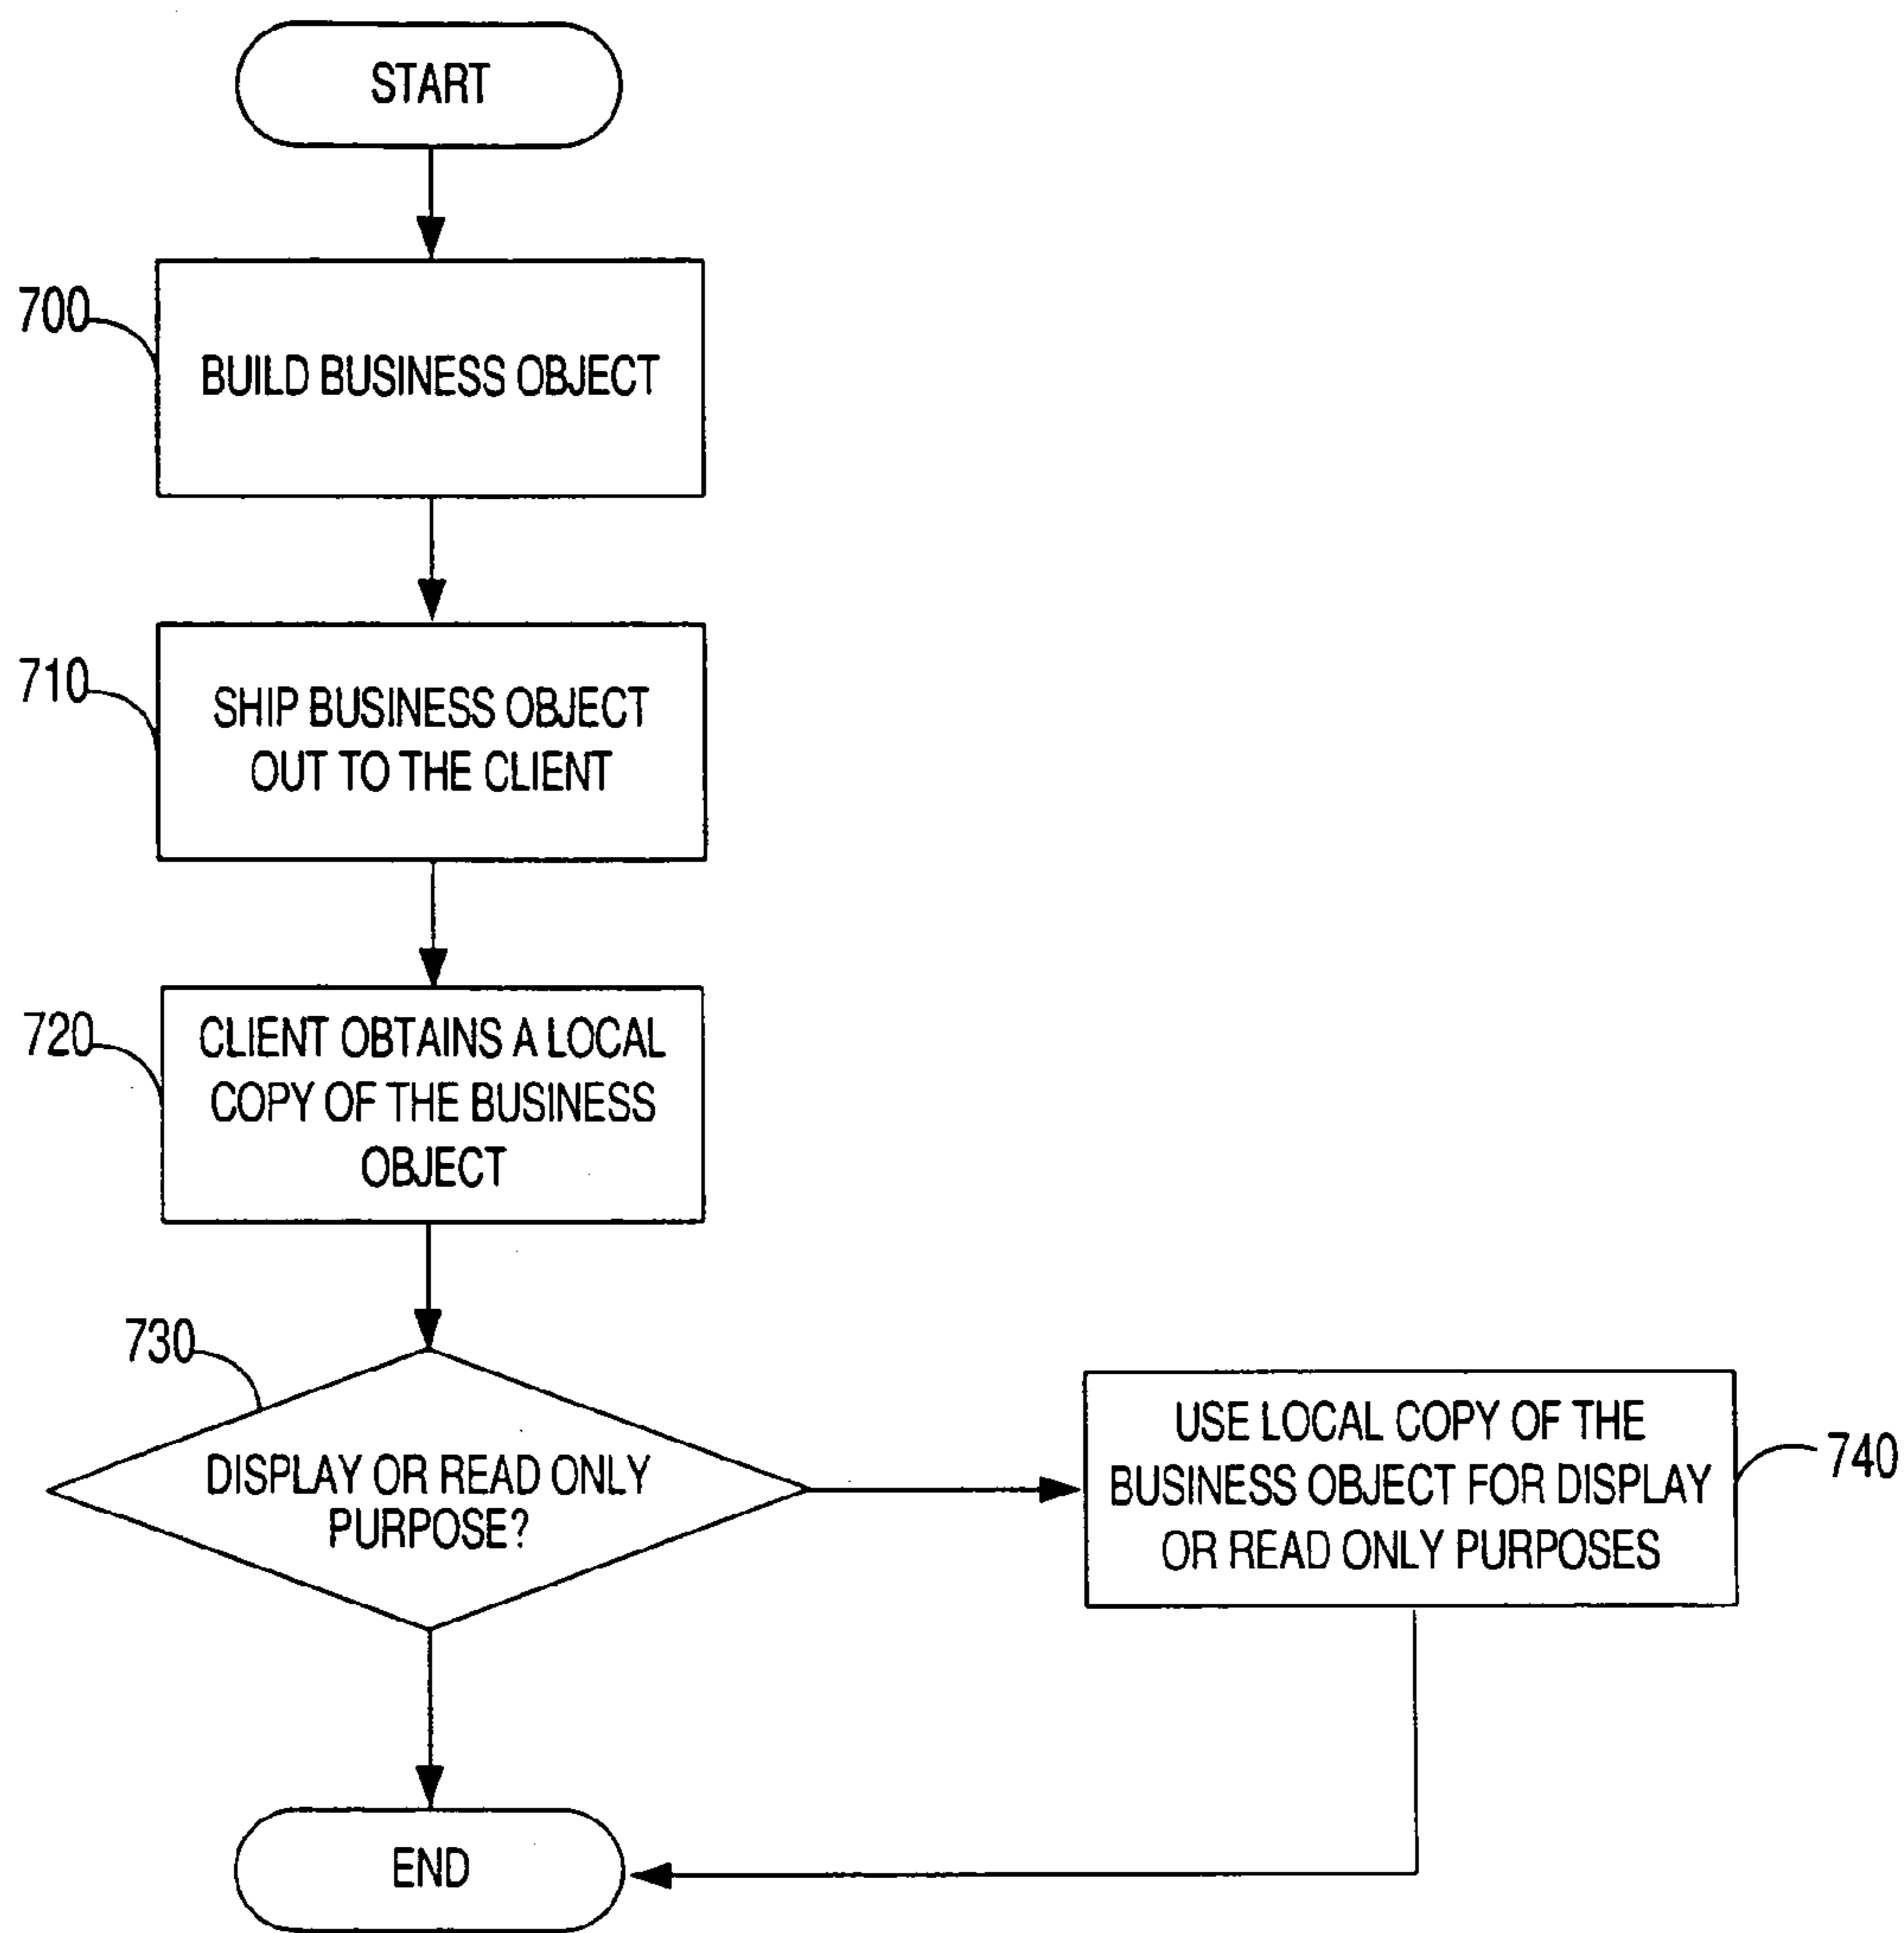 START
700
BUILD BUSINESS OBJECT
710
SHIP BUSINESS OBJECT
OUT TO THE CLIENT
720
CLIENT OBTAINS A LOCAL
COPY OF THE BUSINESS
OBJECT
730
DISPLAY OR READ ONLY
PURPOSE?
USE LOCAL COPY OF THE
BUSINESS OBJECT FOR DISPLAY
OR READ ONLY PURPOSES
740
END